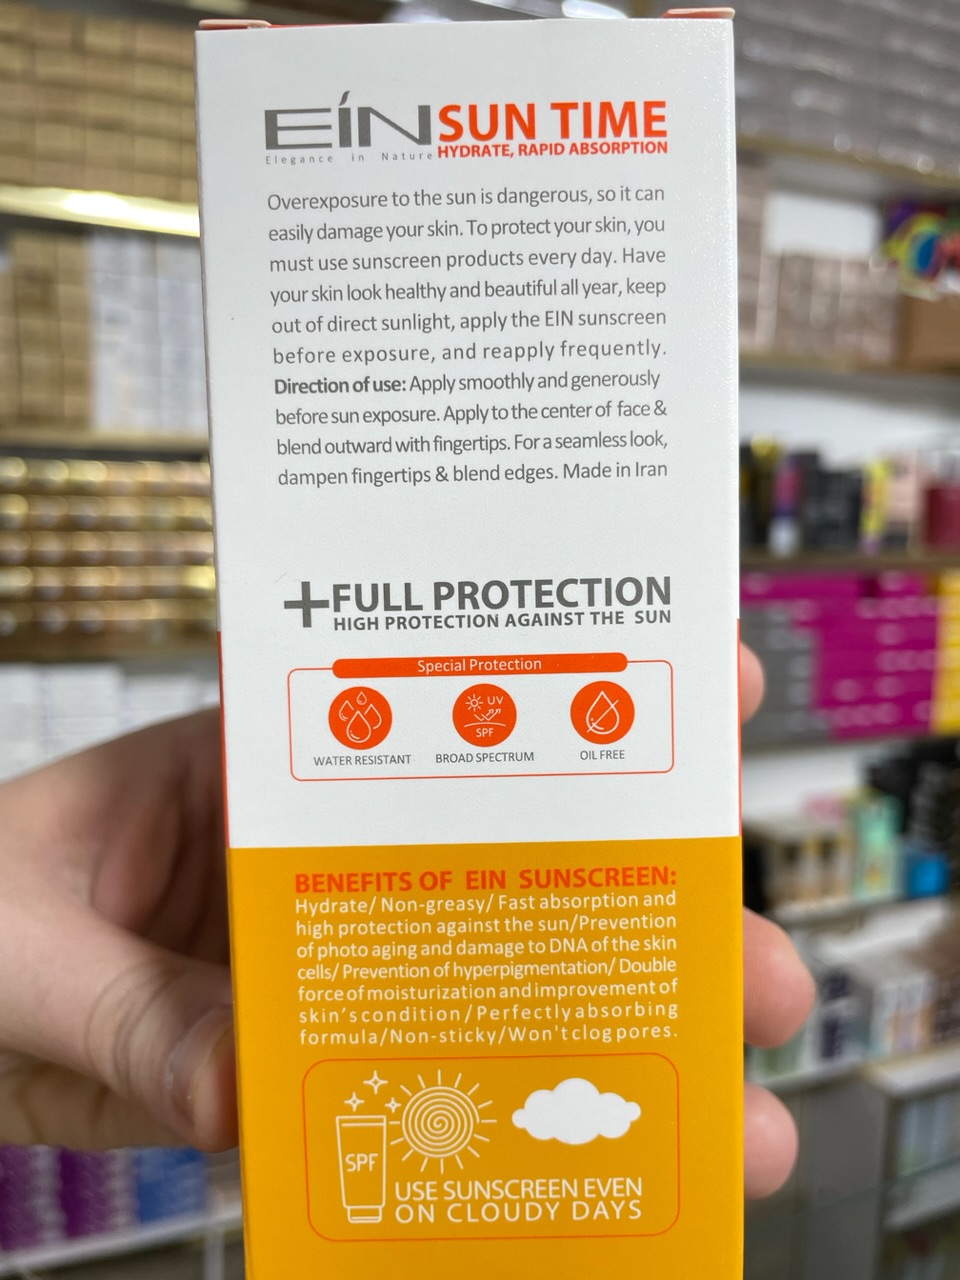 EÍN SUN TIME
Elegance in Nature HYDRATE, RAPID ABSORPTION
Overexposure to the sun is dangerous, so it can
easily damage your skin. To protect your skin, you
must use sunscreen products every day. Have
your skin look healthy and beautiful all year, keep
out of direct sunlight, apply the EIN sunscreen
before exposure, and reapply frequently.
Direction of use: Apply smoothly and generously
before sun exposure. Apply to the center of face &
blend outward with fingertips. For a seamless look,
dampen fingertips & blend edges. Made in Iran
+FULL PROTECTION
HIGH PROTECTION AGAINST THE SUN
Special Protection
UV
SPF
WATER RESISTANT BROAD SPECTRUM OIL FREE
BENEFITS OF EIN SUNSCREEN:
Hydrate/ Non-greasy/ Fast absorption and
high protection against the sun/Prevention
of photo aging and damage to DNA of the skin
cells/ Prevention of hyperpigmentation/ Double
force of moisturization and improvement of
skin's condition/Perfectly absorbing
formula/Non-sticky/Won't clog pores.
SPF
USE SUNSCREEN EVEN
ON CLOUDY DAYS